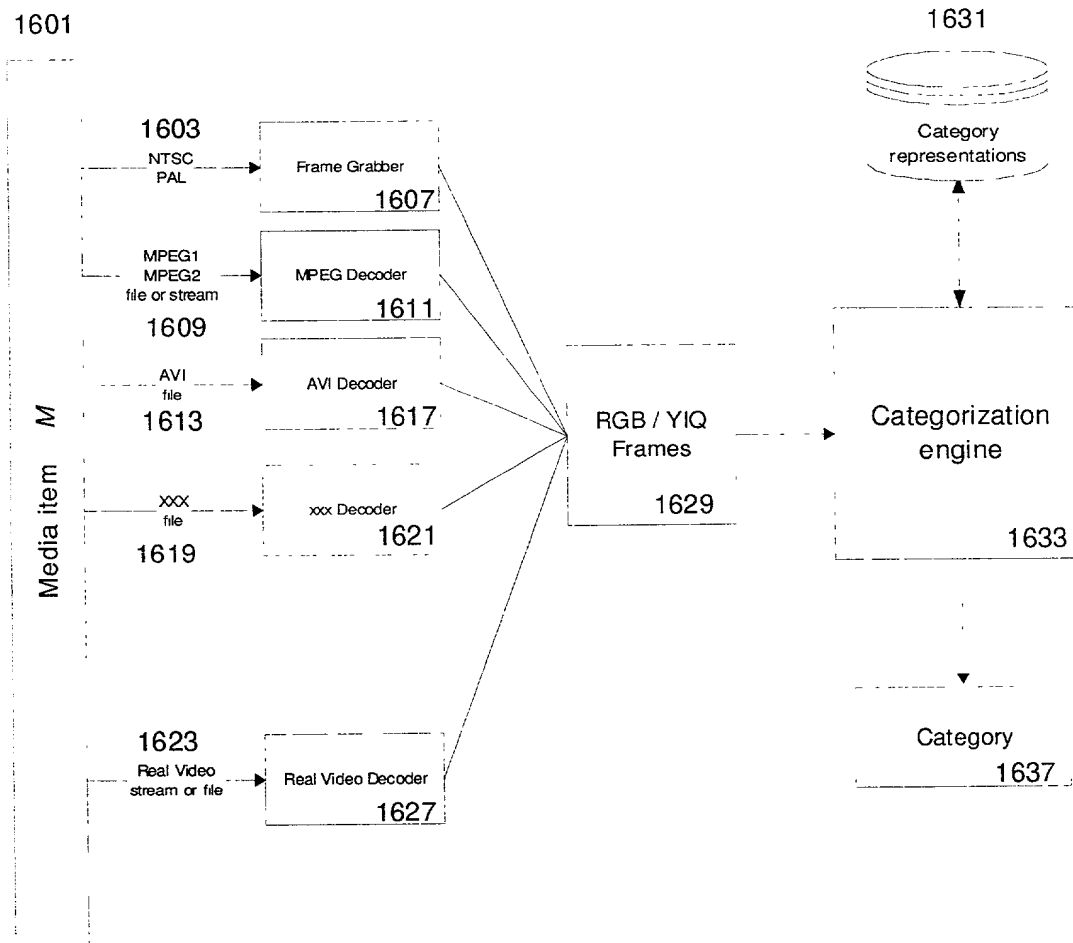 1601
1631
1603
NTSC
PAL
Frame Grabber
1607
Category
representations
MPEG1
MPEG2
file or stream
1609
MPEG Decoder
1611
AVI
file
1613
AVI Decoder
1617
RGB / YIQ
Frames
1629
Categorization
engine
1633
Media item M
XXX
file
1619
xxx Decoder
1621
1623
Real Video
stream or file
Real Video Decoder
1627
Category
1637